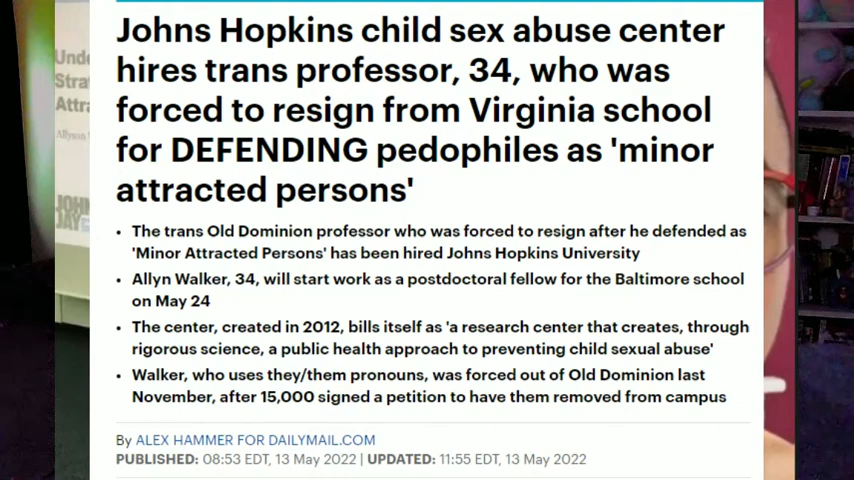 Johns Hopkins child sex abuse center
hires trans professor, 34, who was
forced to resign from Virginia school
for DEFENDING pedophiles as 'minor
attracted persons'
• The trans Old Dominion professor who was forced to resign after he defended as
'Minor Attracted Persons' has been hired Johns Hopkins University
• Allyn Walker, 34, will start work as a postdoctoral fellow for the Baltimore school
on May 24
• The center, created in 2012, bills itself as 'a research center that creates, through
rigorous science, a public health approach to preventing child sexual abuse'
• Walker, who uses they/them pronouns, was forced out of Old Dominion last
November, after 15,000 signed a petition to have them removed from campus
By ALEX HAMMER FOR DAILYMAIL.COM
PUBLISHED: 08:53 EDT, 13 May 2022 | UPDATED: 11:55 EDT, 13 May 2022
Allyson
JAY